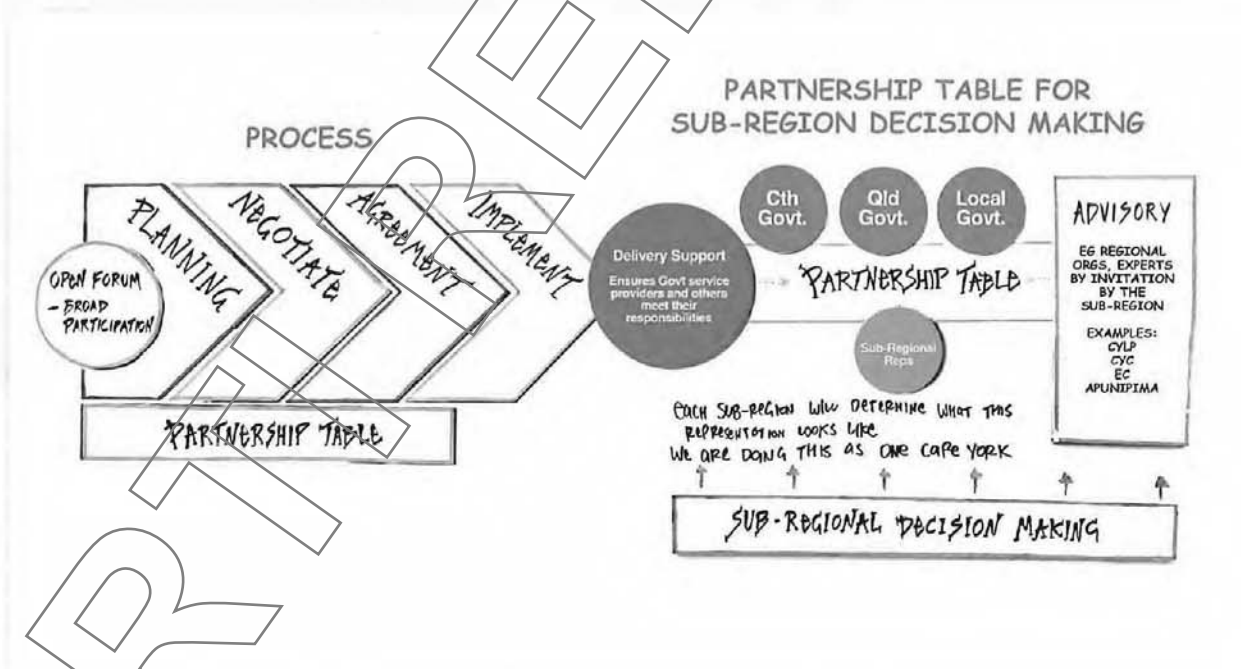 PROCESS
OPEN FORUM
- BROAD
PARTICIPATION
PLANNING
NEGOTIATE
AGREEMENT
IMPLEMENT
PARTNERSHIP TABLE
PARTNERSHIP TABLE FOR
SUB-REGION DECISION MAKING
Delivery Support
Ensures Govt service
providers and others
meet their
responsibilities
Cth
Govt.
Qld
Govt.
Local
Govt.
PARTNERSHIP TABLE
Sub-Regional
Reps
EACH SUB-REGION WILL DETERMINE WHAT THIS
REPRESENTATION LOOKS LIKE
WE ARE DOING THIS AS ONE CAPE YORK
SUB-REGIONAL DECISION MAKING
ADVISORY
EG REGIONAL
ORGS, EXPERTS
BY INVITATION
BY THE
SUB-REGION
EXAMPLES:
CYLP
CYC
EC
APUNIPIMA